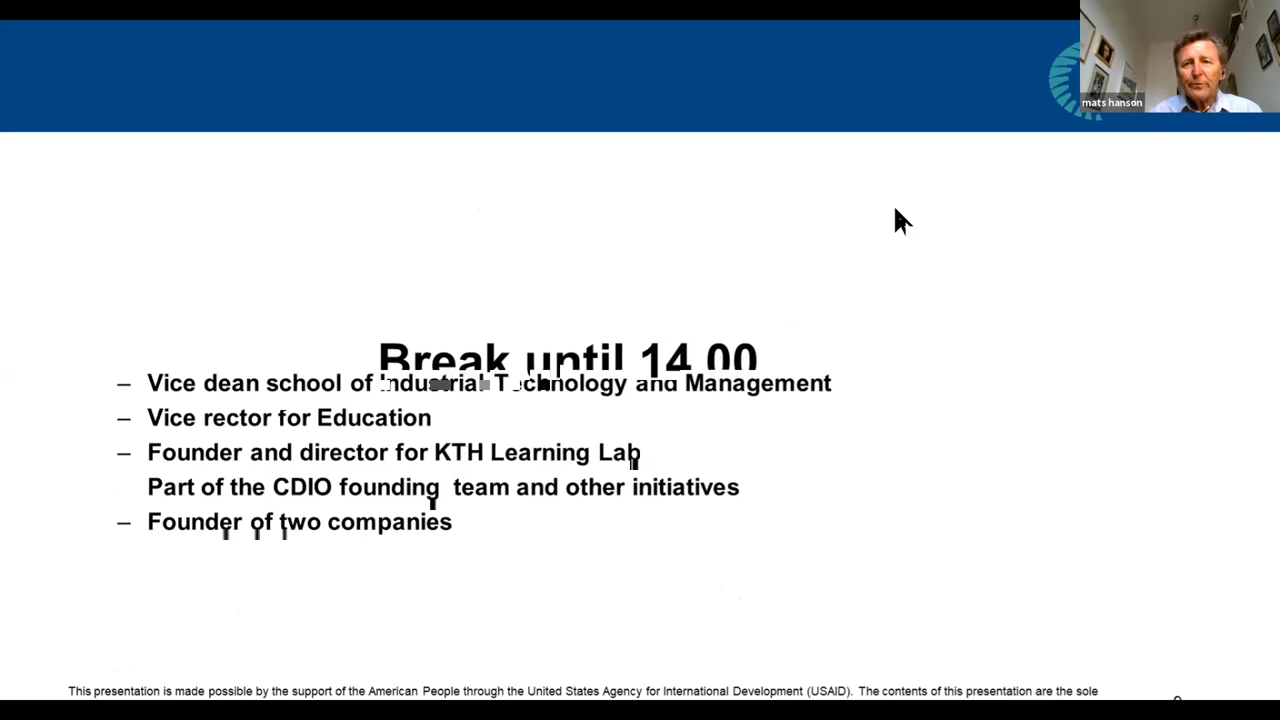 mats hanson
Break until 14.00
– Vice dean school of Industrial Technology and Management
– Vice rector for Education
– Founder and director for KTH Learning Lab
Part of the CDIO founding team and other initiatives
– Founder of two companies
This presentation is made possible by the support of the American People through the United States Agency for International Development (USAID). The contents of this presentation are the sole